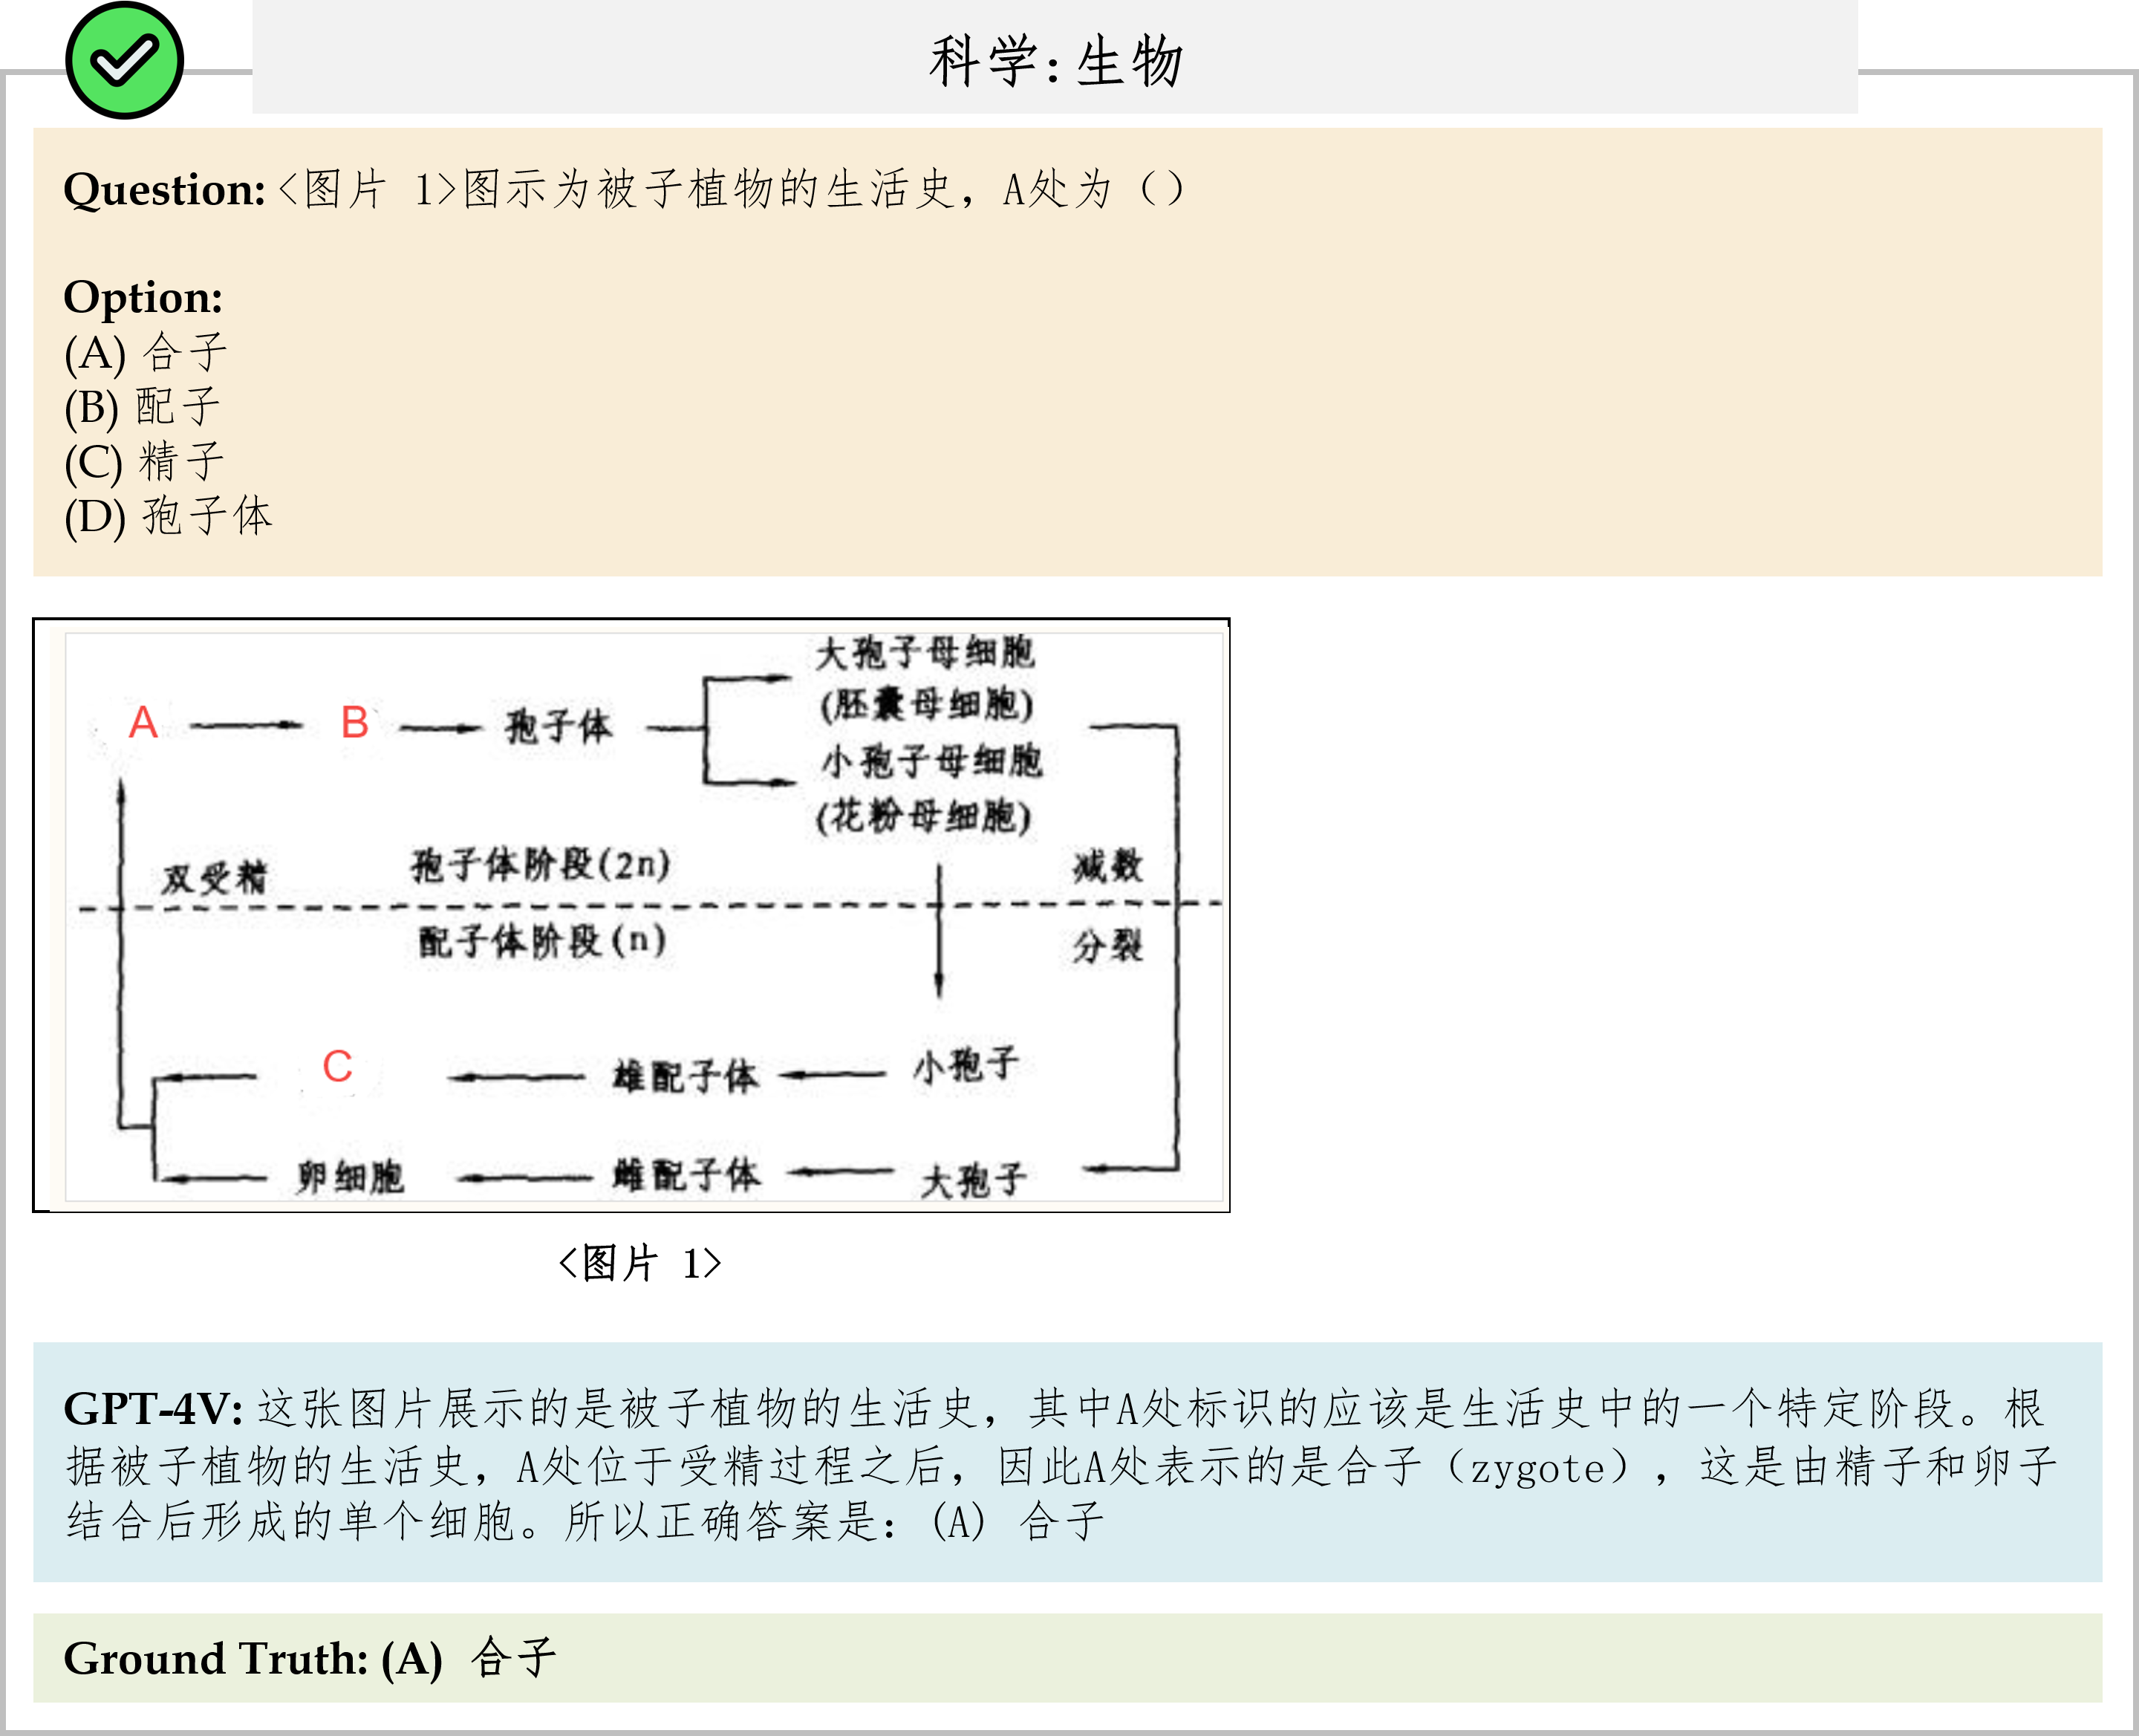 科学:生物
Question: <图片 1>图示为被子植物的生活史，A处为（）
Option:
(A) 合子
(B) 配子
(C) 精子
(D) 孢子体
大孢子母细胞
(胚囊母细胞)
A
B
孢子体
小孢子母细胞
(花粉母细胞)
双受精
孢子体阶段(2n)
减数
配子体阶段(n)
分裂
C
雄配子体
小孢子
卵细胞
雌配子体
大孢子
<图片 1>
GPT-4V: 这张图片展示的是被子植物的生活史，其中A处标识的应该是生活史中的一个特定阶段。根
据被子植物的生活史，A处位于受精过程之后，因此A处表示的是合子（zygote），这是由精子和卵子
结合后形成的单个细胞。所以正确答案是：(A) 合子
Ground Truth: (A) 合子